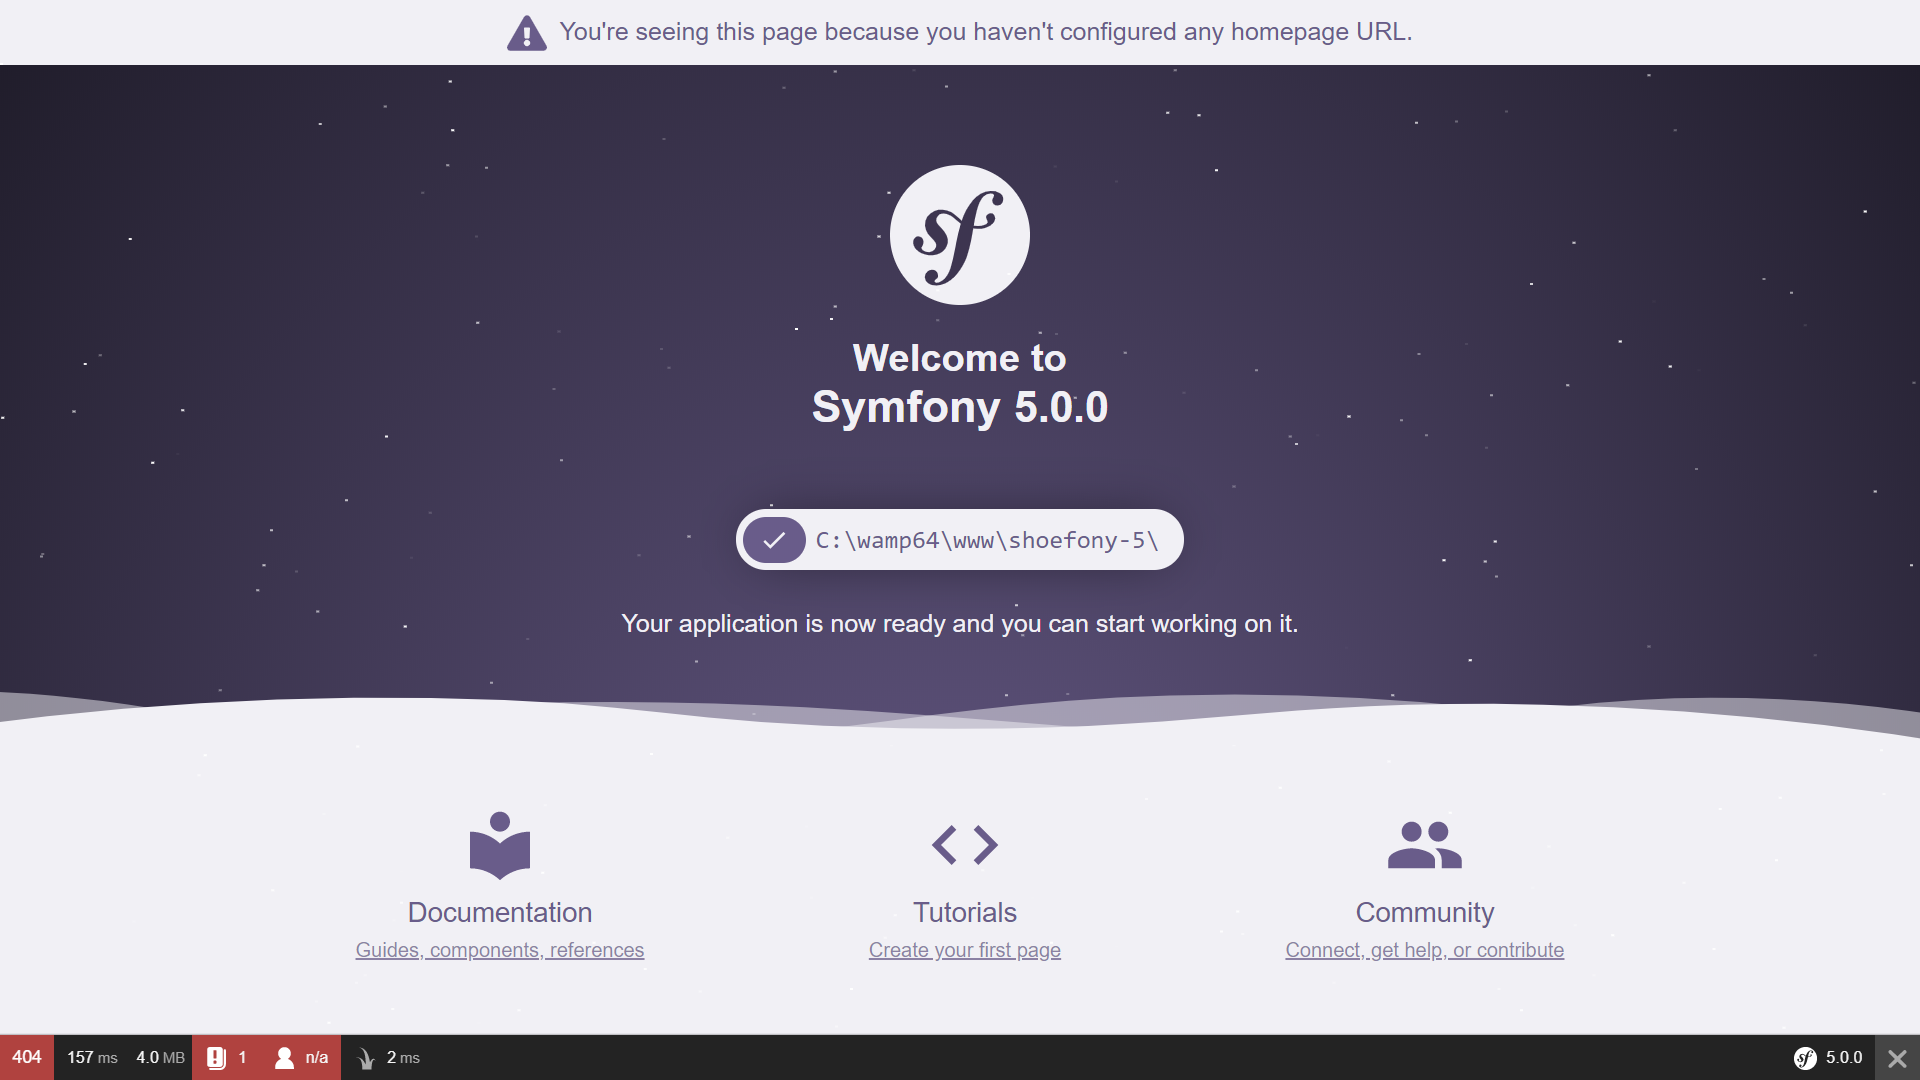 You're seeing this page because you haven't configured any homepage URL.
sf
Welcome to
Symfony 5.0.0
C:\wamp64\www\shoefony-5\
Your application is now ready and you can start working on it.
Documentation
Guides, components, references
Tutorials
Create your first page
Community
Connect, get help, or contribute
404 157 ms 4.0 MB 1 n/a 2 ms sf 5.0.0